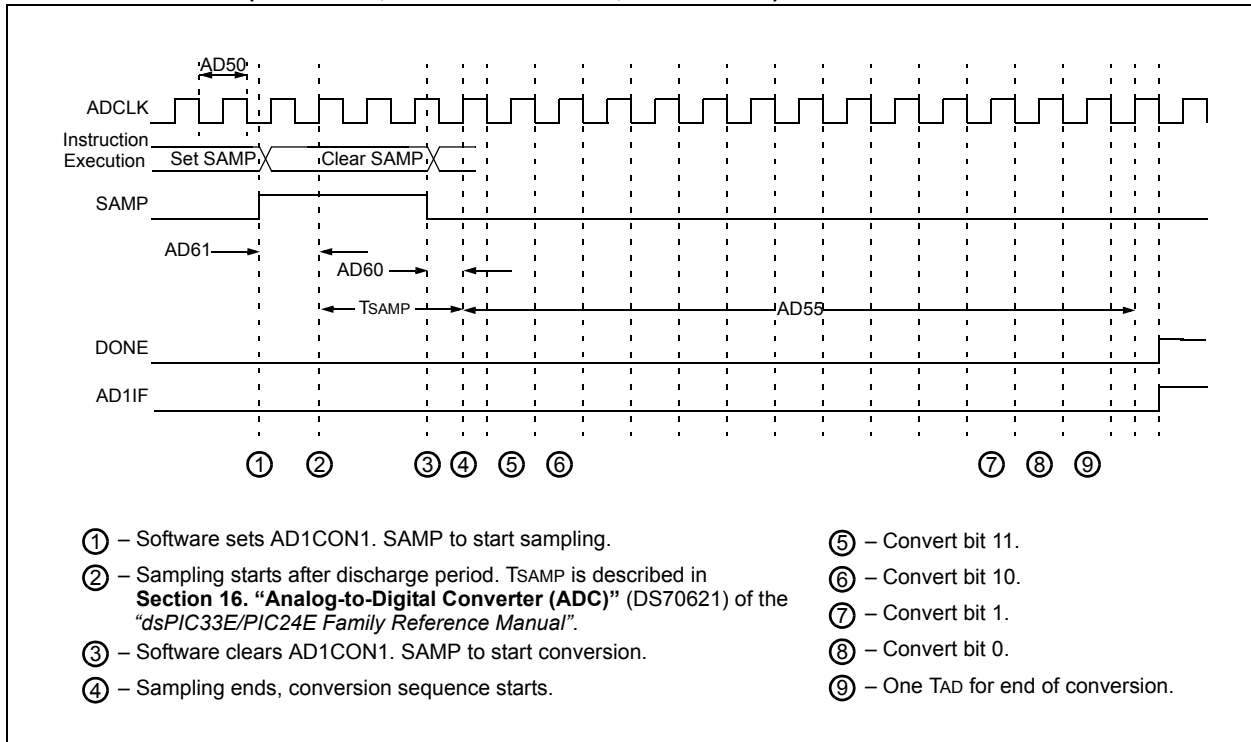 AD50
ADCLK
Instruction
Execution
Set SAMP
Clear SAMP
SAMP
AD61
AD60
TSAMP
AD55
DONE
AD1IF
1 2 3 4 5 6 7 8 9
1 – Software sets AD1CON1. SAMP to start sampling.
2 – Sampling starts after discharge period. TSAMP is described in
Section 16. “Analog-to-Digital Converter (ADC)” (DS70621) of the
“dsPIC33E/PIC24E Family Reference Manual”.
3 – Software clears AD1CON1. SAMP to start conversion.
4 – Sampling ends, conversion sequence starts.
5 – Convert bit 11.
6 – Convert bit 10.
7 – Convert bit 1.
8 – Convert bit 0.
9 – One TAD for end of conversion.